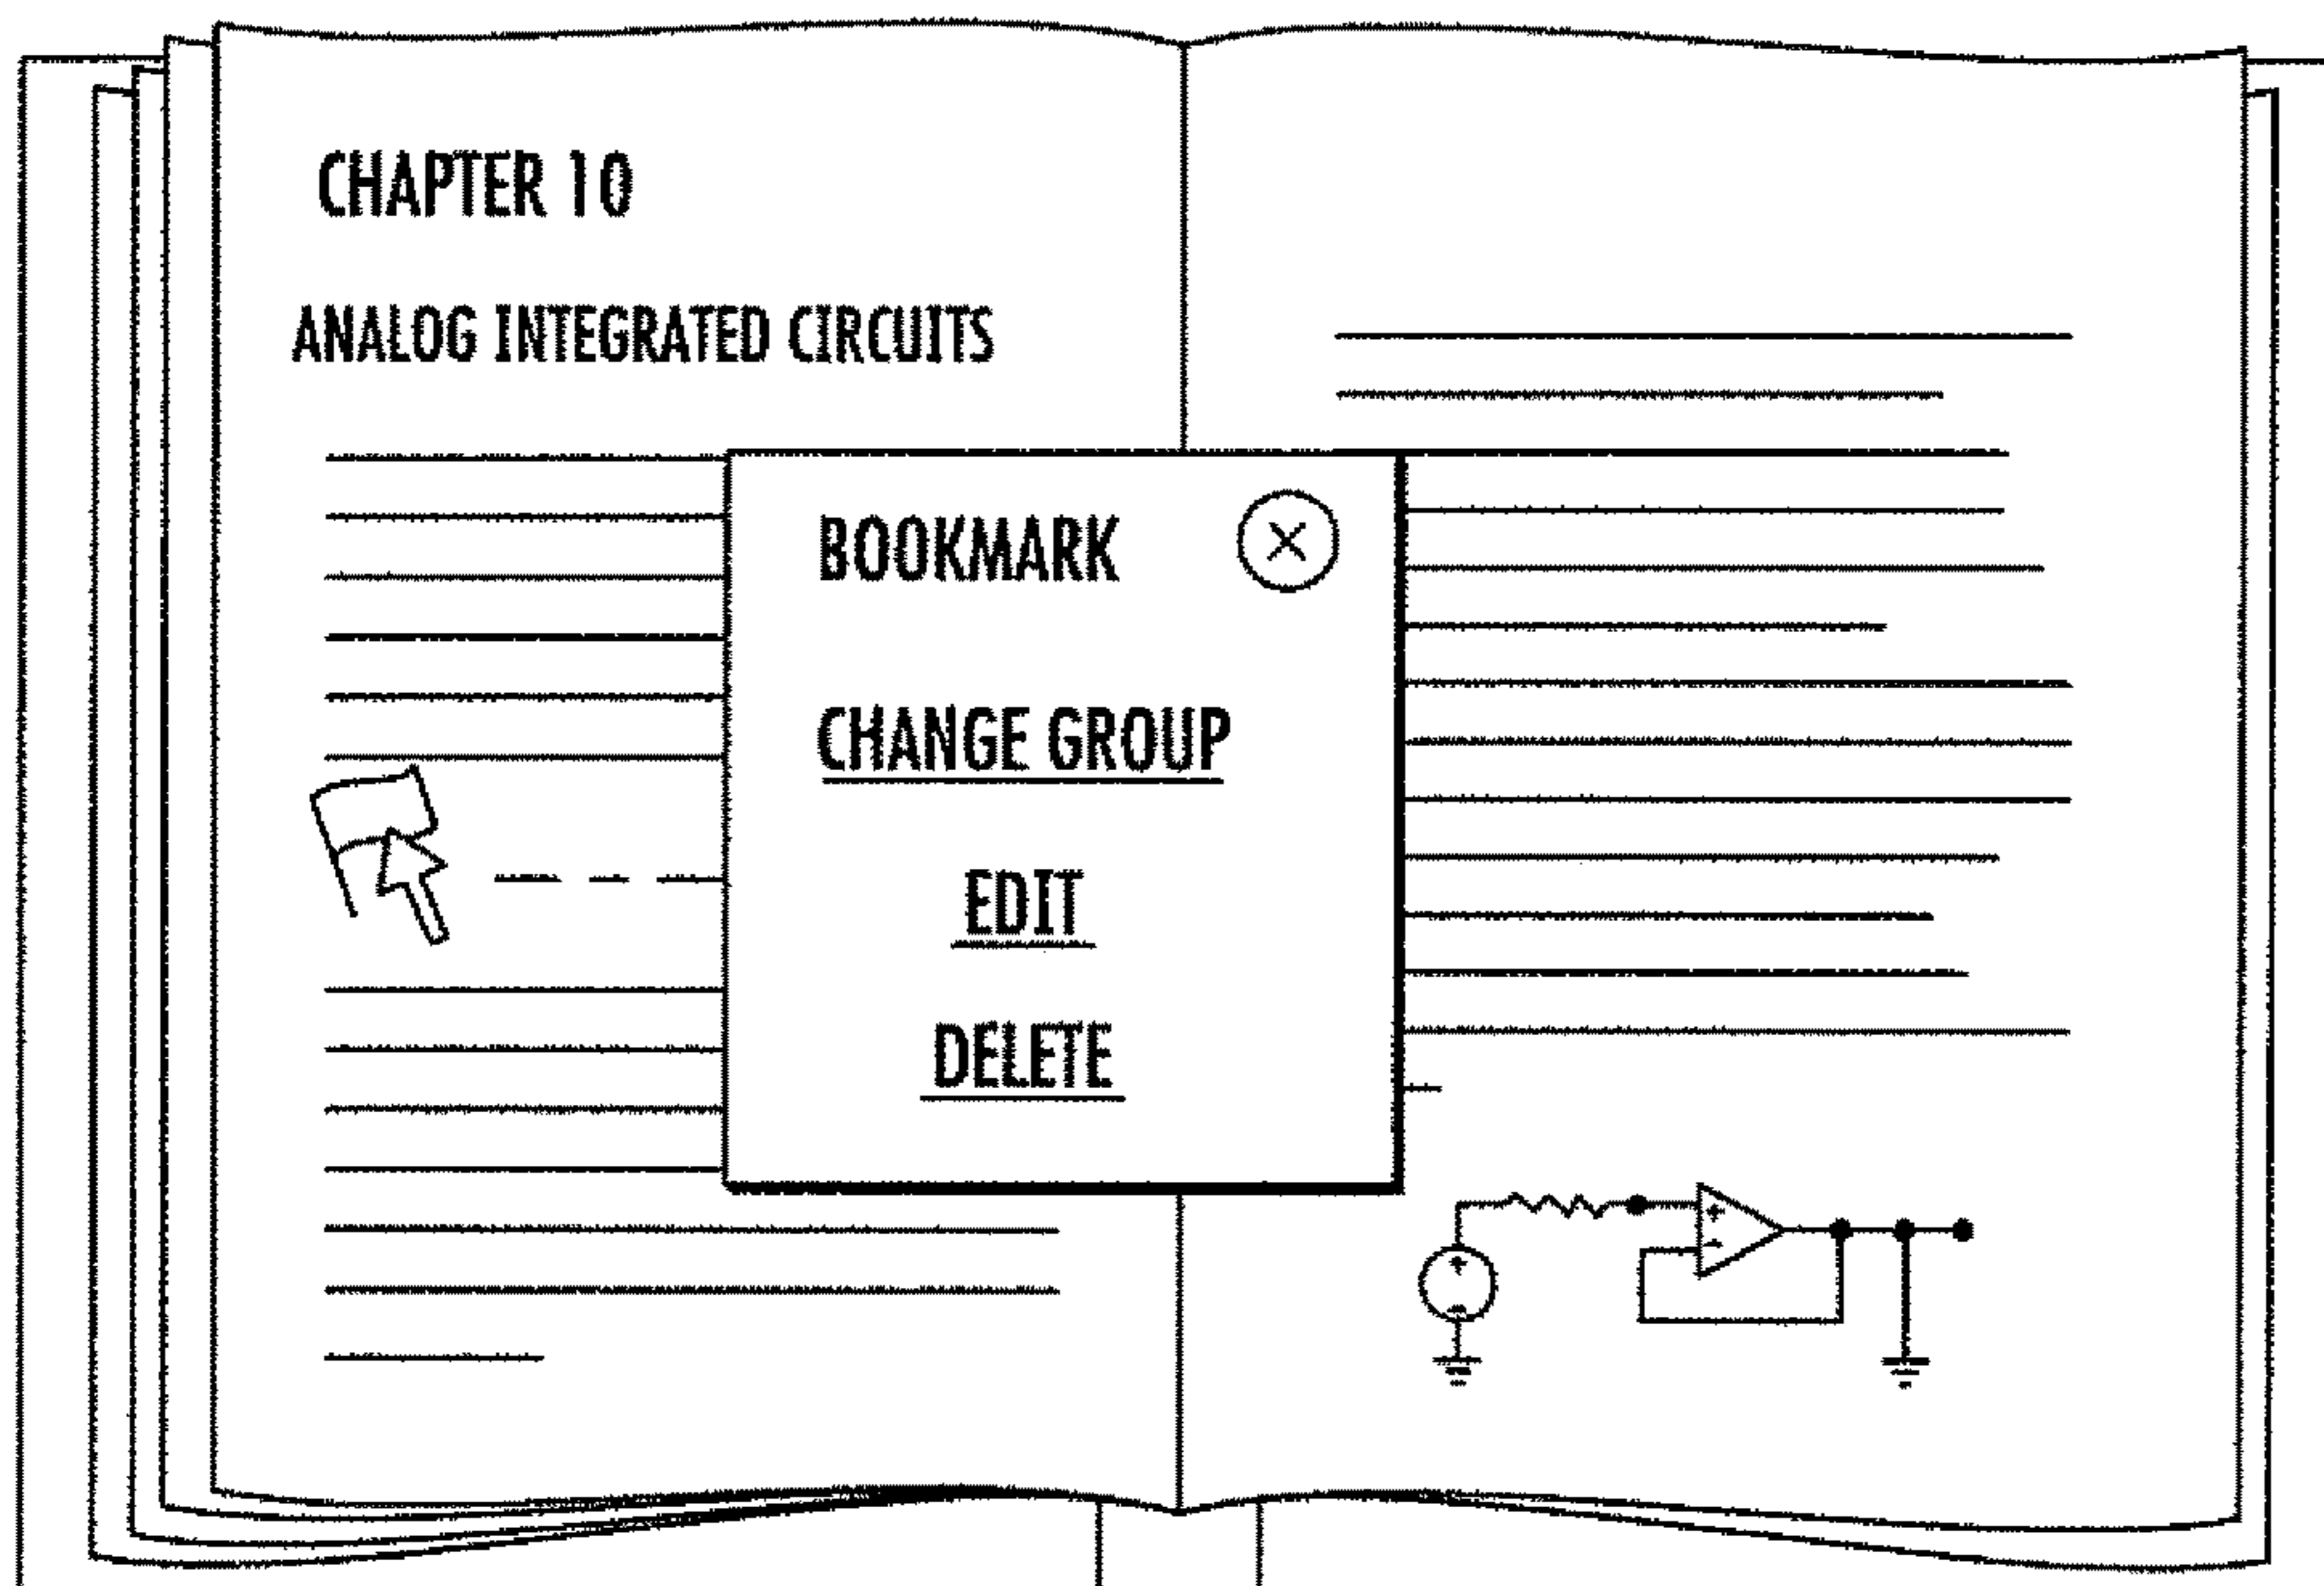 CHAPTER 10
ANALOG INTEGRATED CIRCUITS
BOOKMARK X
CHANGE GROUP
EDIT
DELETE
+
-
+
-